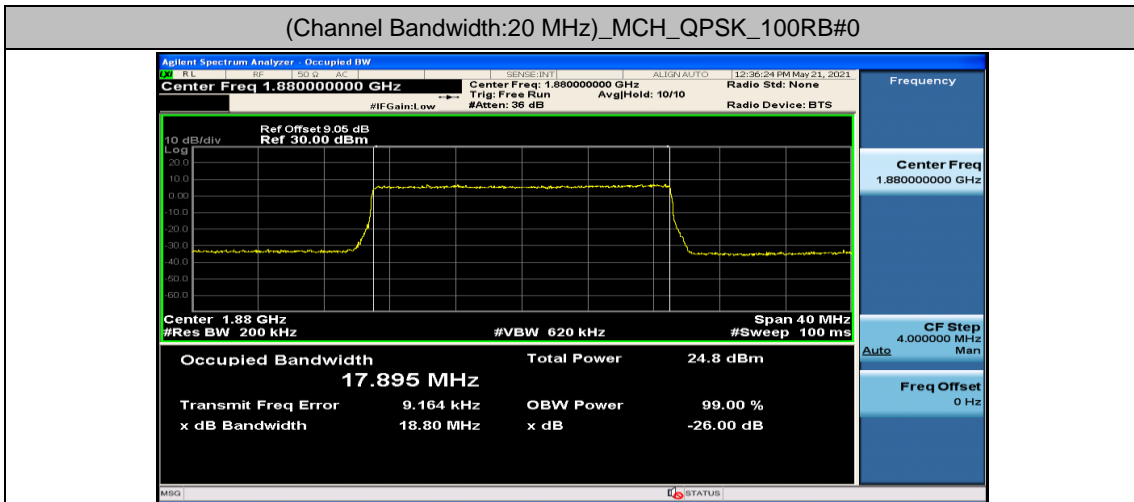 (Channel Bandwidth:20 MHz)_MCH_QPSK_100RB#0
Agilent Spectrum Analyzer - Occupied BW
LXI RL RF 50 Ω AC SENSE:INT ALIGN AUTO 12:36:24 PM May 21, 2021
Center Freq 1.880000000 GHz
Center Freq: 1.880000000 GHz Radio Std: None
Trig: Free Run Avg|Hold: 10/10
#IFGain:Low #Atten: 36 dB Radio Device: BTS
Ref Offset 9.05 dB
10 dB/div Ref 30.00 dBm
Log
20.0
10.0
0.00
-10.0
-20.0
-30.0
-40.0
-50.0
-60.0
Center 1.88 GHz Span 40 MHz
#Res BW 200 kHz #VBW 620 kHz #Sweep 100 ms
Occupied Bandwidth Total Power 24.8 dBm
17.895 MHz
Transmit Freq Error 9.164 kHz OBW Power 99.00 %
x dB Bandwidth 18.80 MHz x dB -26.00 dB
Frequency
Center Freq
1.880000000 GHz
CF Step
4.000000 MHz
Auto Man
Freq Offset
0 Hz
MSG STATUS